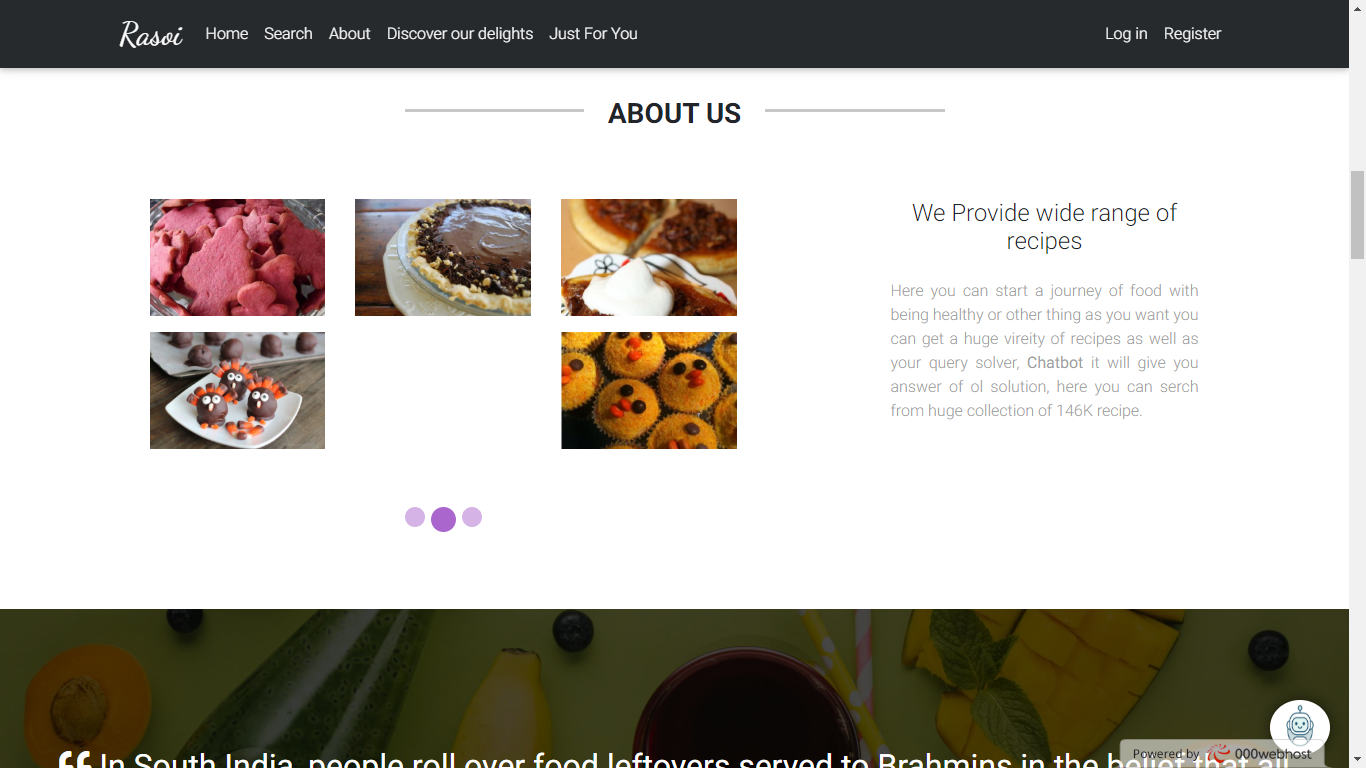 Rasoi Home Search About Discover our delights Just For You Log in Register
ABOUT US
We Provide wide range of
recipes
Here you can start a journey of food with
being healthy or other thing as you want you
can get a huge vireity of recipes as well as
your query solver, Chatbot it will give you
answer of ol solution, here you can serch
from huge collection of 146K recipe.
“ In South India, people roll over food leftovers served to Brahmins in the belief that all
Powered by 000webhost